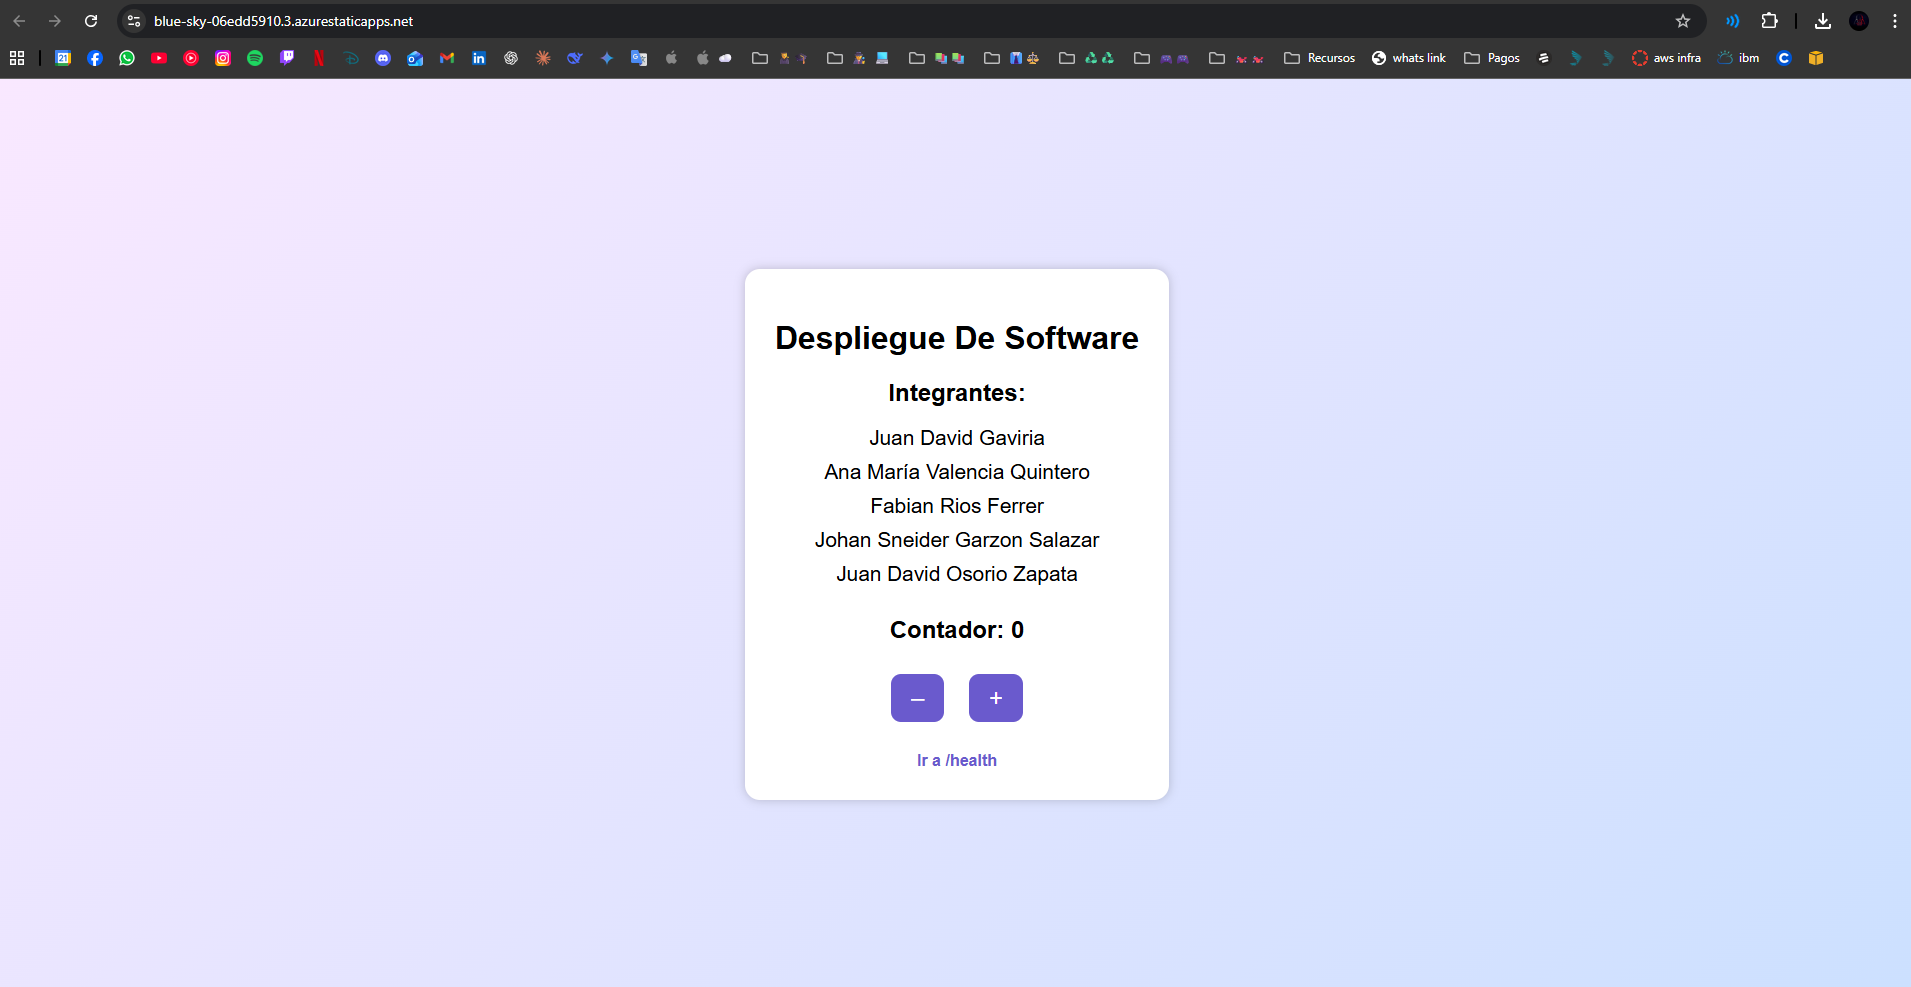 blue-sky-06edd5910.3.azurestaticapps.net
Recursos
whats link
Pagos
aws infra
ibm
Despliegue De Software
Integrantes:
Juan David Gaviria
Ana María Valencia Quintero
Fabian Rios Ferrer
Johan Sneider Garzon Salazar
Juan David Osorio Zapata
Contador: 0
– +
Ir a /health